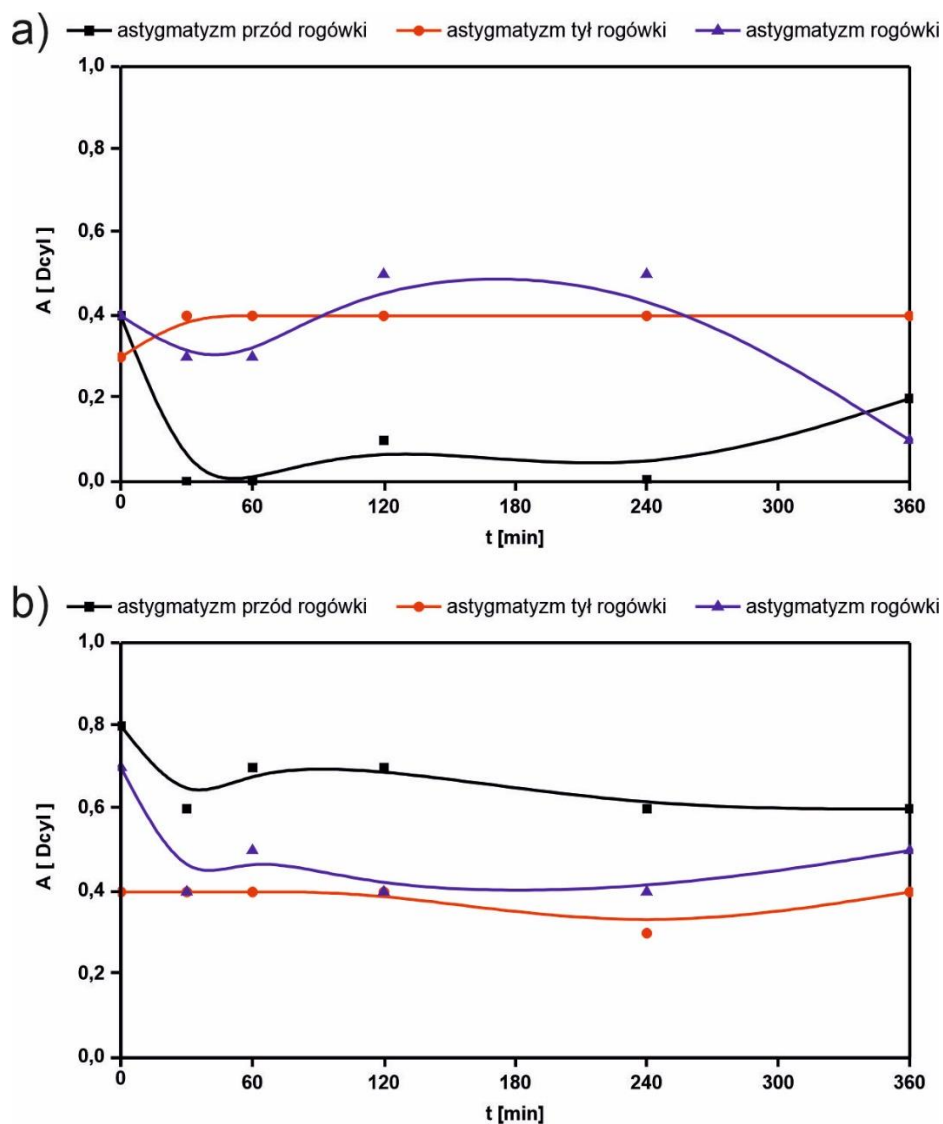 a) astygmatyzm przód rogówki astygmatyzm tył rogówki astygmatyzm rogówki
1,0
0,8
0,6
0,4
0,2
0,0
A [ Dcyl ]
0 60 120 180 240 300 360
t [min]
b) astygmatyzm przód rogówki astygmatyzm tył rogówki astygmatyzm rogówki
1,0
0,8
0,6
0,4
0,2
0,0
A [ Dcyl ]
0 60 120 180 240 300 360
t [min]